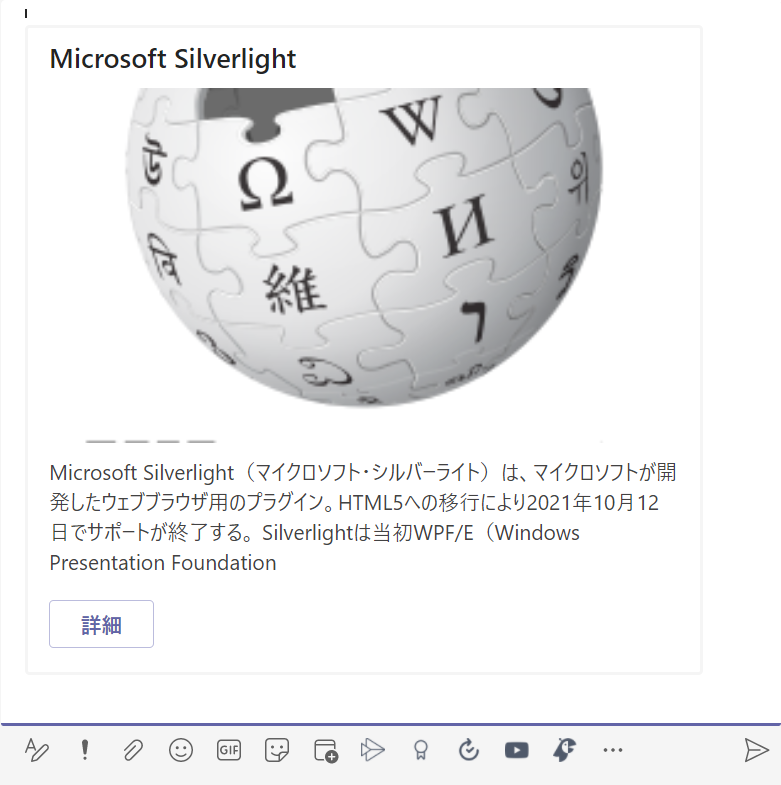 Microsoft Silverlight
W
Ω
И
위
維
वि
ר
Microsoft Silverlight（マイクロソフト・シルバーライト）は、マイクロソフトが開
発したウェブブラウザ用のプラグイン。HTML5への移行により2021年10月12
日でサポートが終了する。 Silverlightは当初WPF/E（Windows
Presentation Foundation
詳細
GIF